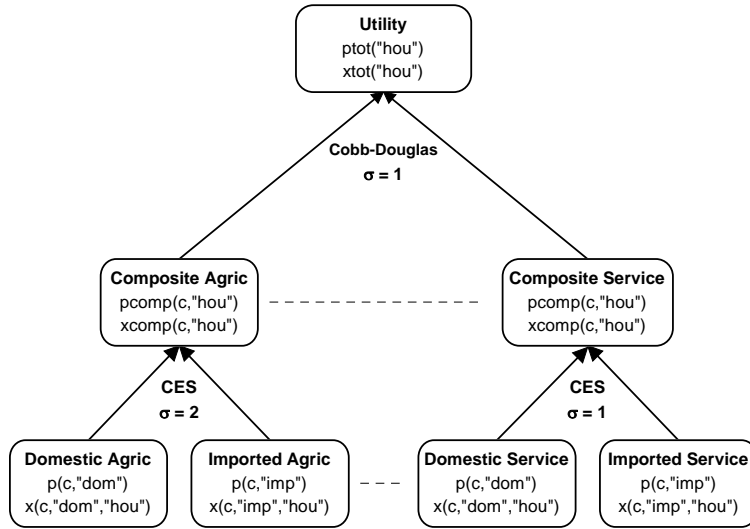 Utility
ptot("hou")
xtot("hou")
Cobb-Douglas
σ = 1
Composite Agric
pcomp(c,"hou")
xcomp(c,"hou")
Composite Service
pcomp(c,"hou")
xcomp(c,"hou")
CES
σ = 2
CES
σ = 1
Domestic Agric
p(c,"dom")
x(c,"dom","hou")
Imported Agric
p(c,"imp")
x(c,"imp","hou")
Domestic Service
p(c,"dom")
x(c,"dom","hou")
Imported Service
p(c,"imp")
x(c,"imp","hou")